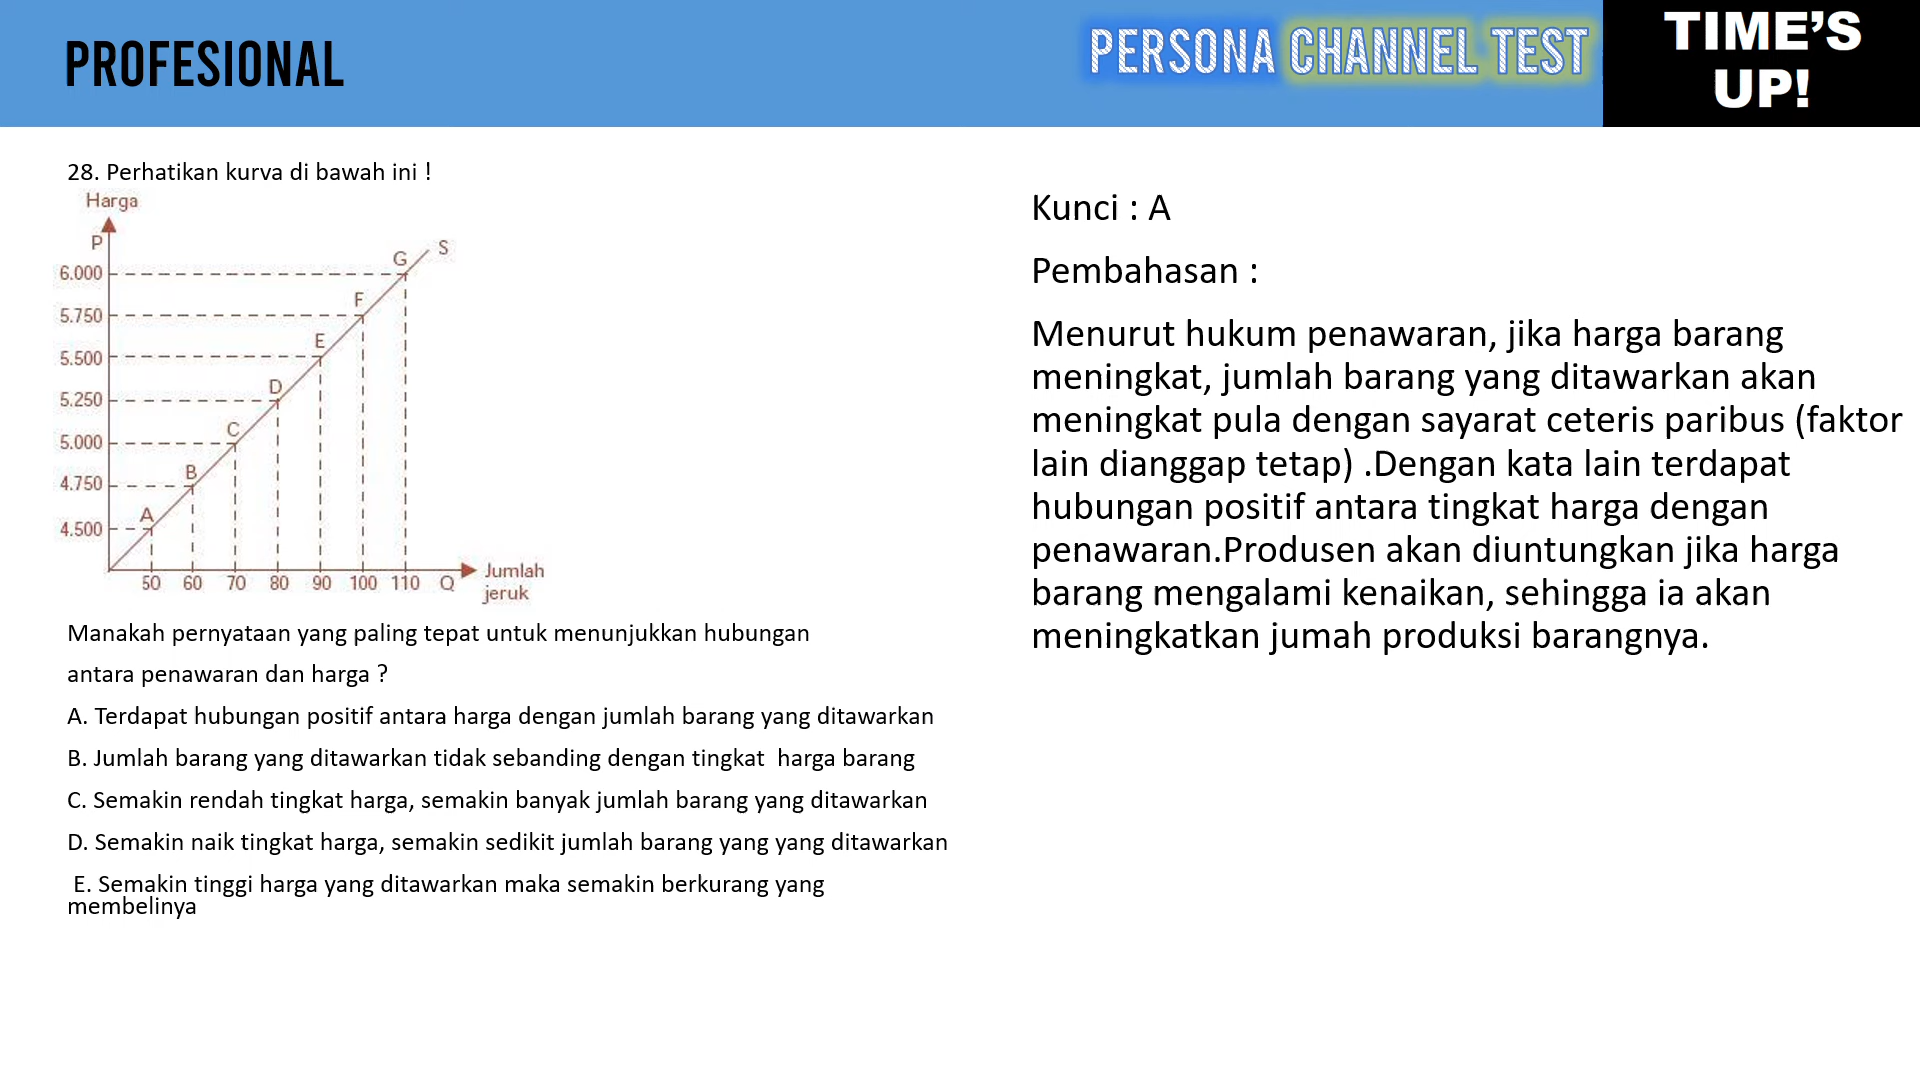 PROFESIONAL
PERSONA CHANNEL TEST
TIME'S
UP!
28. Perhatikan kurva di bawah ini !
Harga
P
6.000
5.750
5.500
5.250
5.000
4.750
4.500
A
B
C
D
E
F
G
S
50 60 70 80 90 100 110 Q
Jumlah
jeruk
Manakah pernyataan yang paling tepat untuk menunjukkan hubungan
antara penawaran dan harga ?
A. Terdapat hubungan positif antara harga dengan jumlah barang yang ditawarkan
B. Jumlah barang yang ditawarkan tidak sebanding dengan tingkat  harga barang
C. Semakin rendah tingkat harga, semakin banyak jumlah barang yang ditawarkan
D. Semakin naik tingkat harga, semakin sedikit jumlah barang yang yang ditawarkan
E. Semakin tinggi harga yang ditawarkan maka semakin berkurang yang
membelinya
Kunci : A
Pembahasan :
Menurut hukum penawaran, jika harga barang
meningkat, jumlah barang yang ditawarkan akan
meningkat pula dengan sayarat ceteris paribus (faktor
lain dianggap tetap) .Dengan kata lain terdapat
hubungan positif antara tingkat harga dengan
penawaran.Produsen akan diuntungkan jika harga
barang mengalami kenaikan, sehingga ia akan
meningkatkan jumah produksi barangnya.